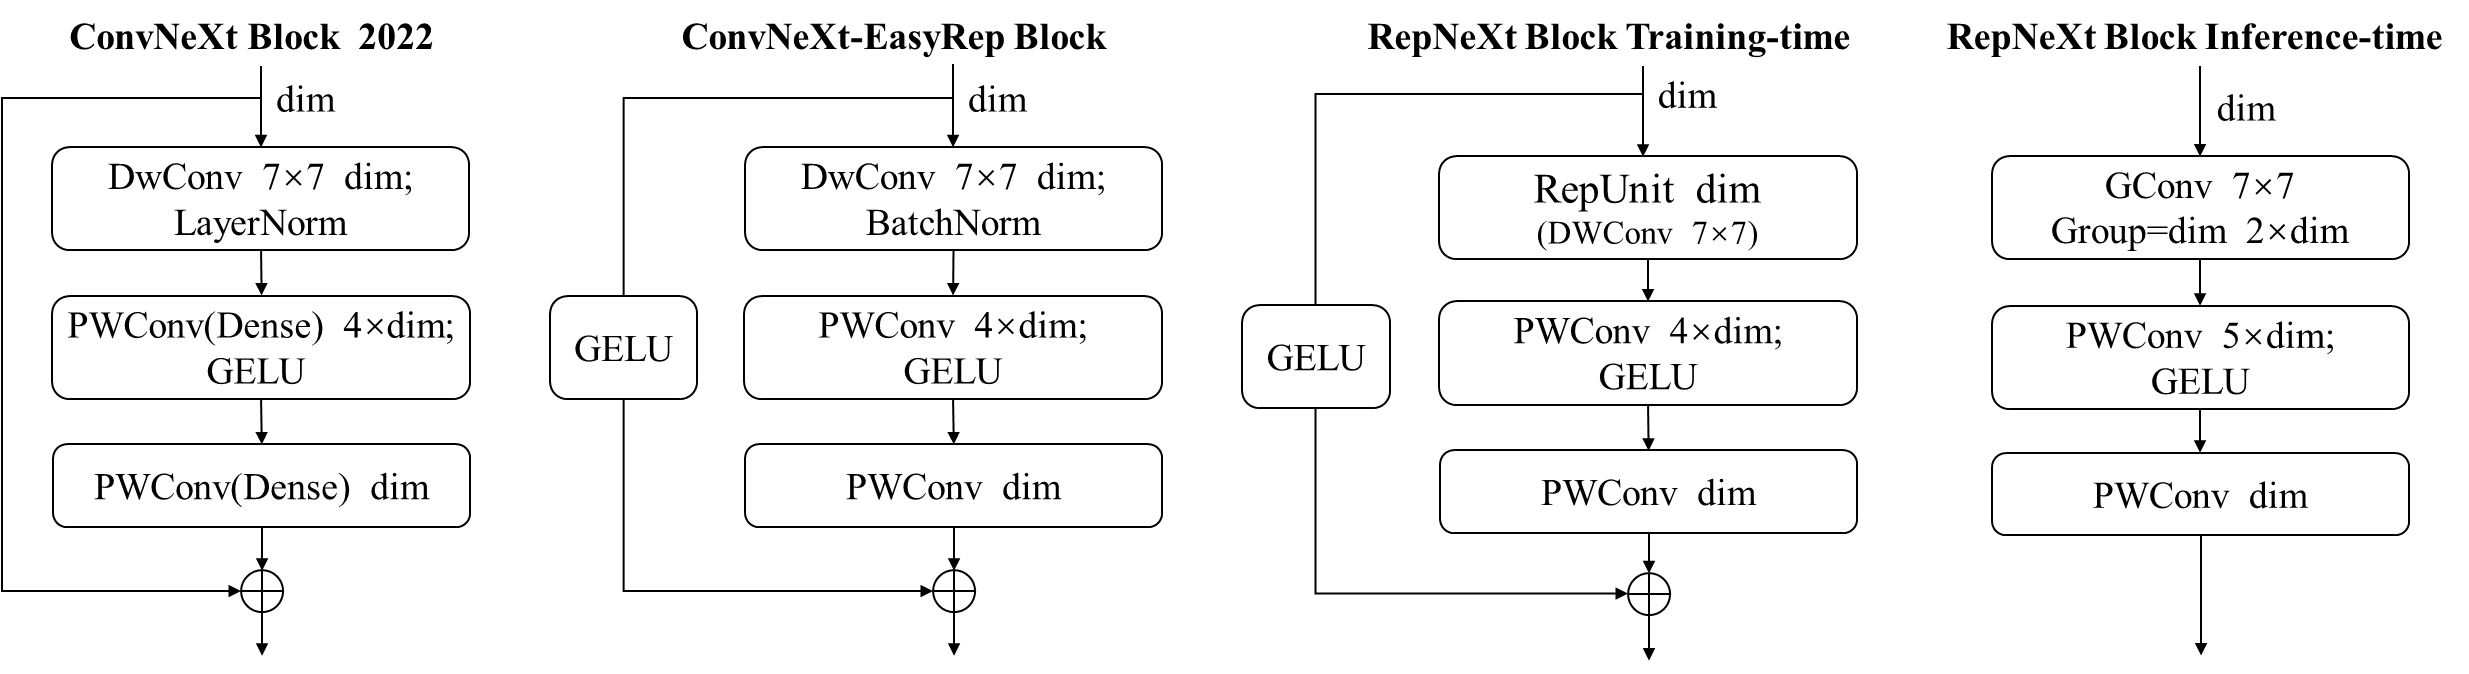 ConvNeXt Block 2022
dim
DwConv 7×7 dim;
LayerNorm
PWConv(Dense) 4×dim;
GELU
PWConv(Dense) dim
ConvNeXt-EasyRep Block
dim
DwConv 7×7 dim;
BatchNorm
GELU
PWConv 4×dim;
GELU
PWConv dim
RepNeXt Block Training-time
dim
RepUnit dim
(DWConv 7×7)
GELU
PWConv 4×dim;
GELU
PWConv dim
RepNeXt Block Inference-time
dim
GConv 7×7
Group=dim 2×dim
PWConv 5×dim;
GELU
PWConv dim